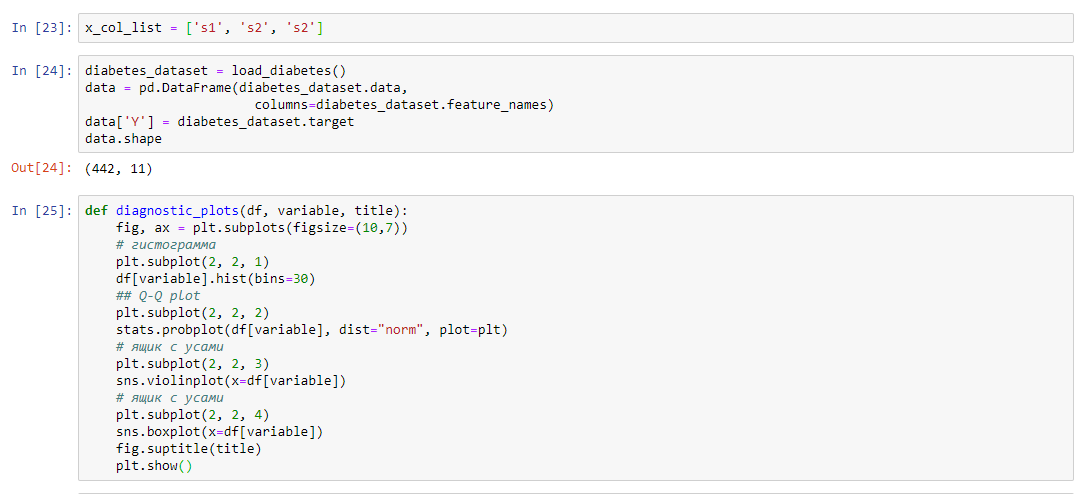 In [23]: x_col_list = ['s1', 's2', 's2']
In [24]: diabetes_dataset = load_diabetes()
data = pd.DataFrame(diabetes_dataset.data,
                      columns=diabetes_dataset.feature_names)
data['Y'] = diabetes_dataset.target
data.shape
Out[24]: (442, 11)
In [25]: def diagnostic_plots(df, variable, title):
    fig, ax = plt.subplots(figsize=(10,7))
    # гистограмма
    plt.subplot(2, 2, 1)
    df[variable].hist(bins=30)
    ## Q-Q plot
    plt.subplot(2, 2, 2)
    stats.probplot(df[variable], dist="norm", plot=plt)
    # ящик с усами
    plt.subplot(2, 2, 3)
    sns.violinplot(x=df[variable])
    # ящик с усами
    plt.subplot(2, 2, 4)
    sns.boxplot(x=df[variable])
    fig.suptitle(title)
    plt.show()